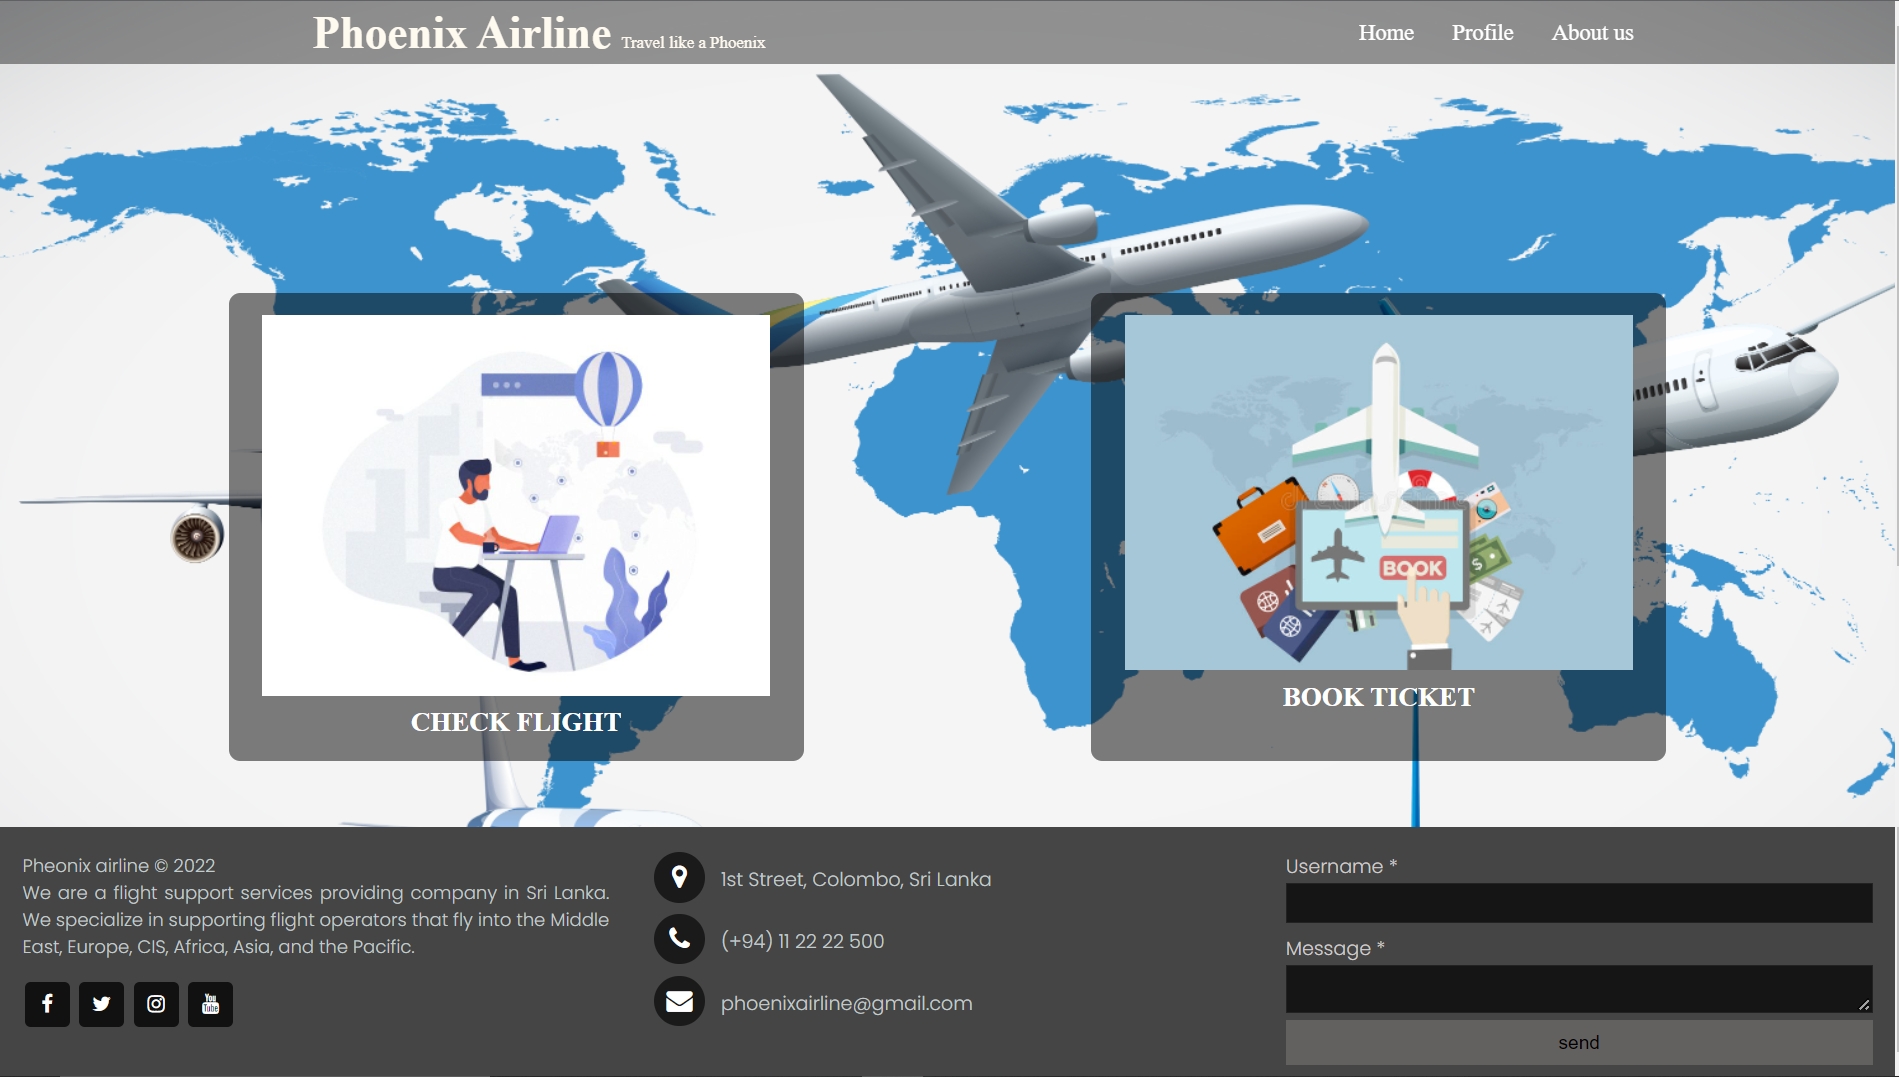 Phoenix Airline Travel like a Phoenix
Home Profile About us
BOOK
CHECK FLIGHT
BOOK TICKET
Pheonix airline © 2022
We are a flight support services providing company in Sri Lanka.
We specialize in supporting flight operators that fly into the Middle
East, Europe, CIS, Africa, Asia, and the Pacific.
You
Tube
1st Street, Colombo, Sri Lanka
(+94) 11 22 22 500
phoenixairline@gmail.com
Username *
Message *
send